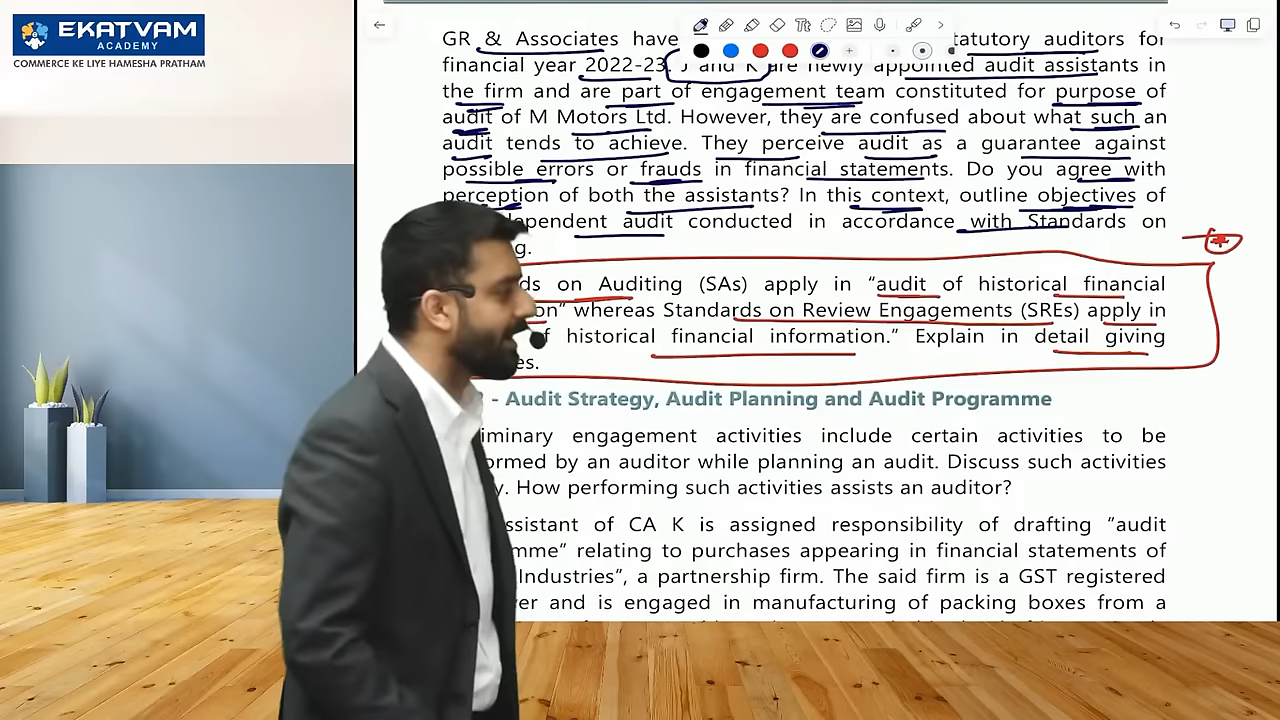 EKATVAM
ACADEMY
COMMERCE KE LIYE HAMESHA PRATHAM
GR & Associates have tatutory auditors for
financial year 2022-23. J and K are newly appointed audit assistants in
the firm and are part of engagement team constituted for purpose of
audit of M Motors Ltd. However, they are confused about what such an
audit tends to achieve. They perceive audit as a guarantee against
possible errors or frauds in financial statements. Do you agree with
perception of both the assistants? In this context, outline objectives of
dependent audit conducted in accordance with Standards on
g.
ds on Auditing (SAs) apply in “audit of historical financial
on” whereas Standards on Review Engagements (SREs) apply in
f historical financial information.” Explain in detail giving
es.
- Audit Strategy, Audit Planning and Audit Programme
iminary engagement activities include certain activities to be
ormed by an auditor while planning an audit. Discuss such activities
y. How performing such activities assists an auditor?
ssistant of CA K is assigned responsibility of drafting “audit
mme” relating to purchases appearing in financial statements of
Industries”, a partnership firm. The said firm is a GST registered
er and is engaged in manufacturing of packing boxes from a